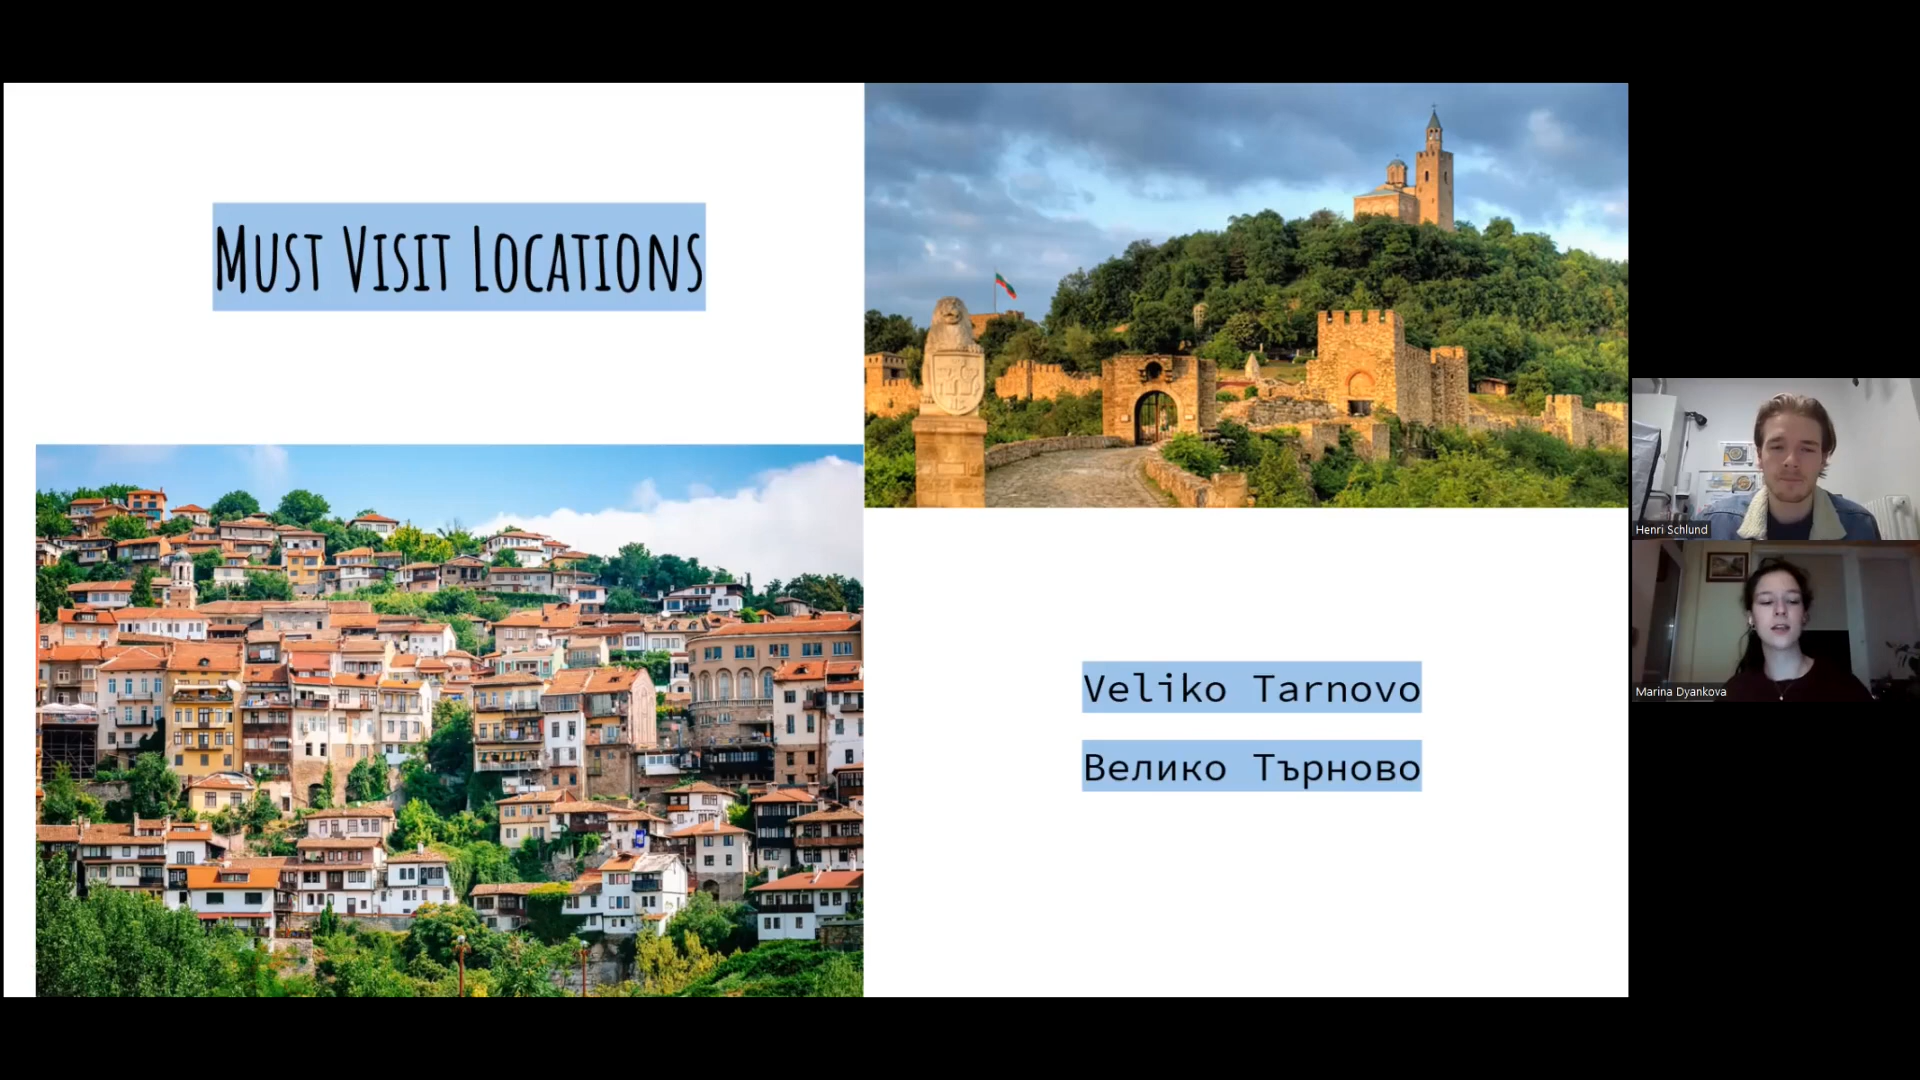 Must Visit Locations
Veliko Tarnovo
Велико Търново
Henri Schlund
Marina Dyankova